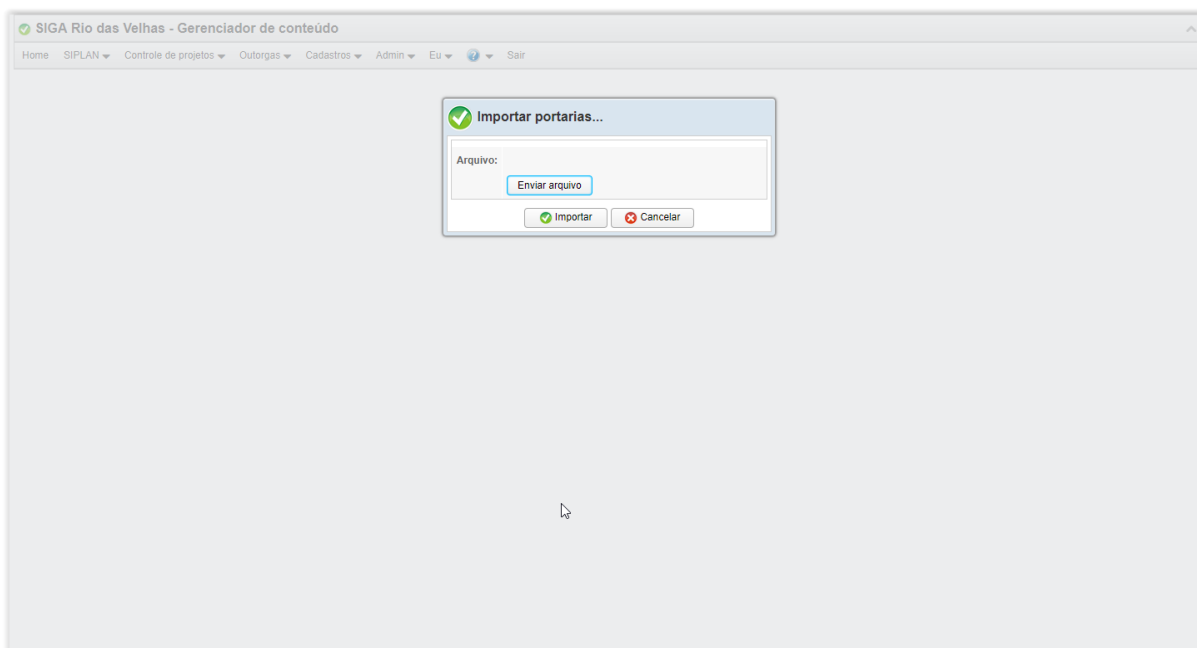 SIGA Rio das Velhas - Gerenciador de conteúdo
Home SIPLAN Controle de projetos Outorgas Cadastros Admin Eu ? Sair
Importar portarias...
Arquivo:
Enviar arquivo
Importar Cancelar